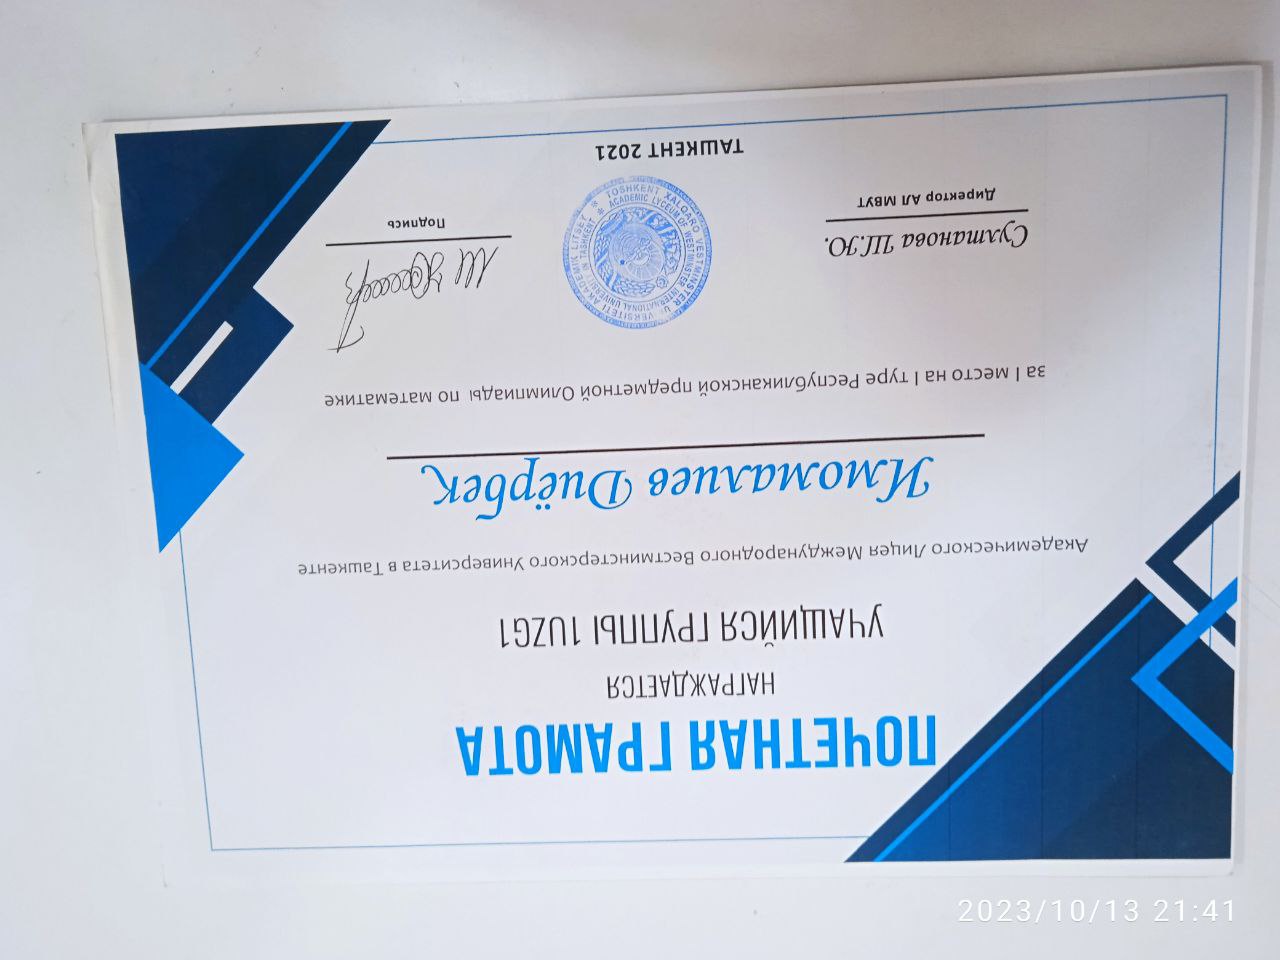 2023/10/13 21:41
ПОЧЕТНАЯ ГРАМОТА
НАГРАЖДАЕТСЯ
УЧАЩИЙСЯ ГРУППЫ 1UZG1
Академического Лицея Международного Вестминстерского Университета в Ташкенте
Имомалиев Диёрбек
за I место на I туре Республиканской предметной Олимпиады по математике
Султанова Ш.Ю.
Директор АЛ МВУТ
Подпись
TOSHKENT XALQARO VESTMINSTER UNIVERSITETI AKADEMIK LITSEY
ACADEMIC LYCEUM OF WESTMINSTER INTERNATIONAL UNIVERSITY IN TASHKENT
ТАШКЕНТ 2021